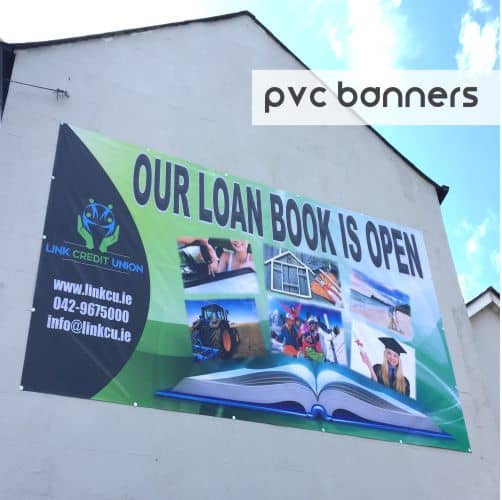 pvc banners
OUR LOAN BOOK IS OPEN
LINK CREDIT UNION
www.linkcu.ie
042-9675000
info@linkcu.ie